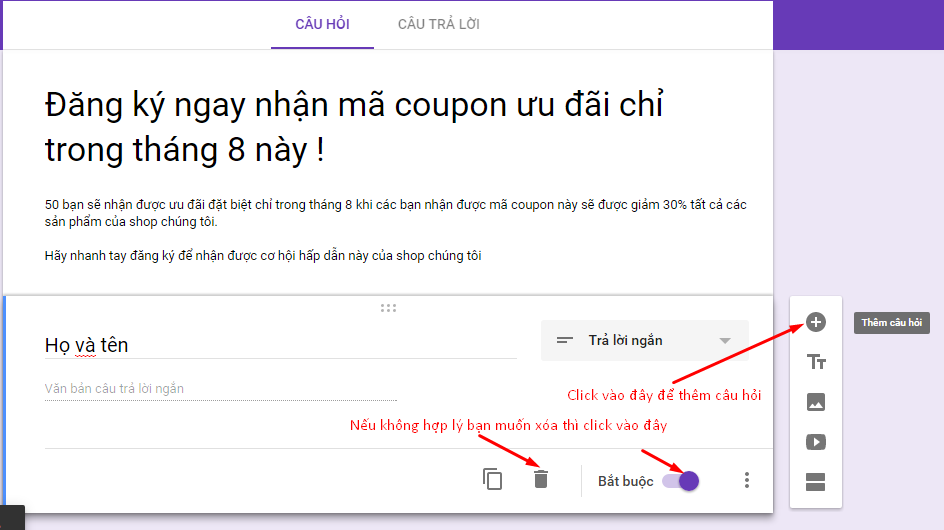 CÂU HỎI
CÂU TRẢ LỜI
Đăng ký ngay nhận mã coupon ưu đãi chỉ
trong tháng 8 này !
50 bạn sẽ nhận được ưu đãi đặt biệt chỉ trong tháng 8 khi các bạn nhận được mã coupon này sẽ được giảm 30% tất cả các
sản phẩm của shop chúng tôi.
Hãy nhanh tay đăng ký để nhận được cơ hội hấp dẫn này của shop chúng tôi
Thêm câu hỏi
Họ và tên
Trả lời ngắn
Văn bản câu trả lời ngắn
Click vào đây để thêm câu hỏi
Nếu không hợp lý bạn muốn xóa thì click vào đây
Bắt buộc